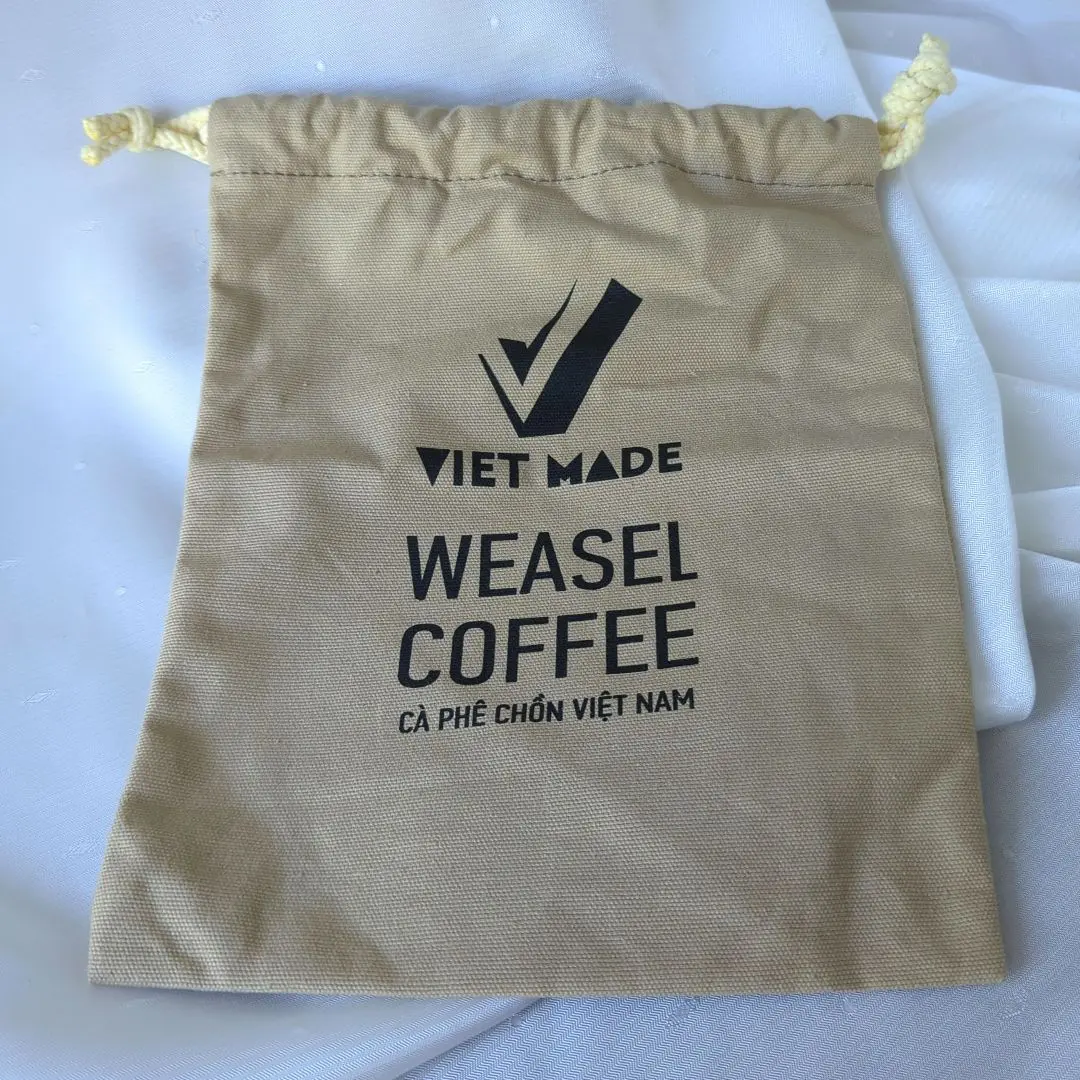 VIET MADE
WEASEL
COFFEE
CÀ PHÊ CHỒN VIỆT NAM